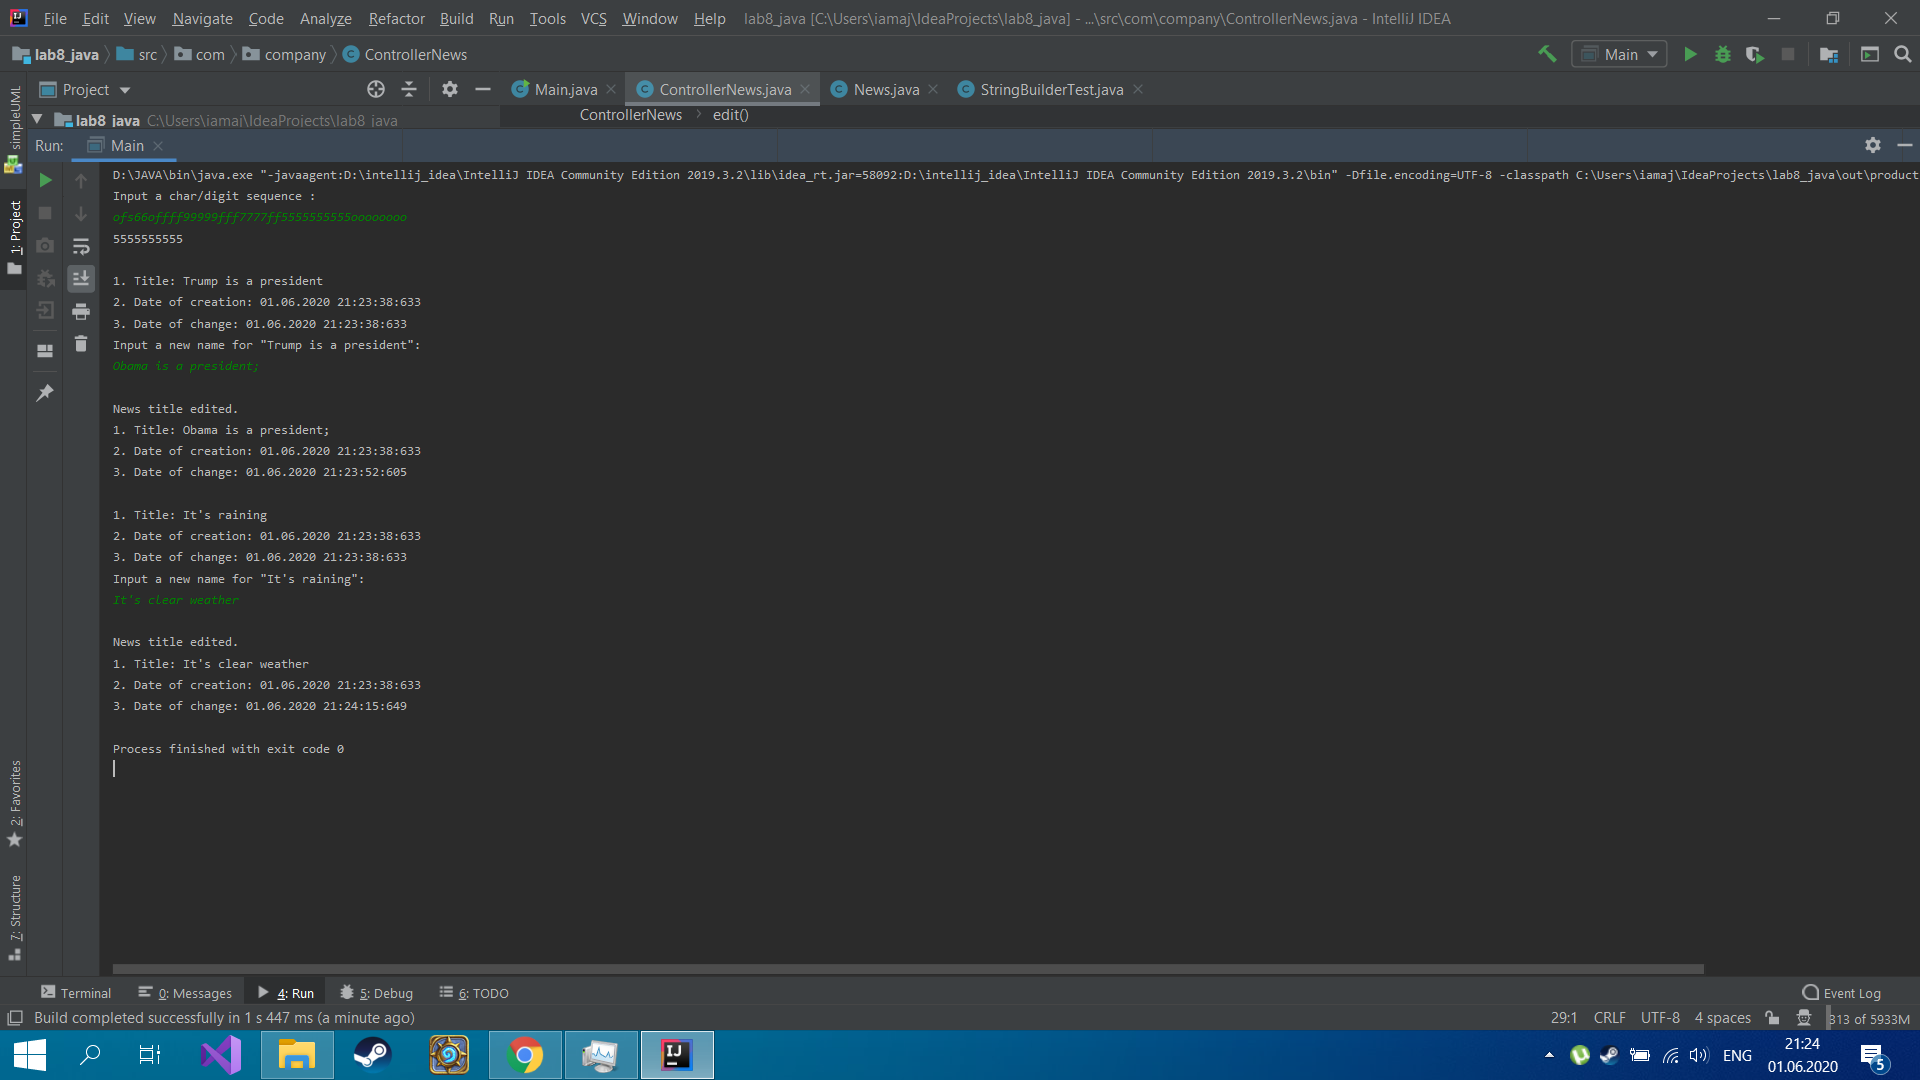 File Edit View Navigate Code Analyze Refactor Build Run Tools VCS Window Help lab8_java [C:\Users\iamaj\IdeaProjects\lab8_java] - ...\src\com\company\ControllerNews.java - IntelliJ IDEA
lab8_java src com company ControllerNews Main
Project Main.java ControllerNews.java News.java StringBuilderTest.java
lab8_java C:\Users\iamaj\IdeaProjects\lab8_java ControllerNews edit()
Run: Main
D:\JAVA\bin\java.exe "-javaagent:D:\intellij_idea\IntelliJ IDEA Community Edition 2019.3.2\lib\idea_rt.jar=58092:D:\intellij_idea\IntelliJ IDEA Community Edition 2019.3.2\bin" -Dfile.encoding=UTF-8 -classpath C:\Users\iamaj\IdeaProjects\lab8_java\out\product
Input a char/digit sequence :
ofs66offff99999fff7777ff5555555555oooooooo
5555555555
1. Title: Trump is a president
2. Date of creation: 01.06.2020 21:23:38:633
3. Date of change: 01.06.2020 21:23:38:633
Input a new name for "Trump is a president":
Obama is a president;
News title edited.
1. Title: Obama is a president;
2. Date of creation: 01.06.2020 21:23:38:633
3. Date of change: 01.06.2020 21:23:52:605
1. Title: It's raining
2. Date of creation: 01.06.2020 21:23:38:633
3. Date of change: 01.06.2020 21:23:38:633
Input a new name for "It's raining":
It's clear weather
News title edited.
1. Title: It's clear weather
2. Date of creation: 01.06.2020 21:23:38:633
3. Date of change: 01.06.2020 21:24:15:649
Process finished with exit code 0
simpleUML
1: Project
2: Favorites
7: Structure
Terminal 0: Messages 4: Run 5: Debug 6: TODO Event Log
Build completed successfully in 1 s 447 ms (a minute ago) 29:1 CRLF UTF-8 4 spaces 813 of 5933M
IJ ENG 21:24
01.06.2020 5